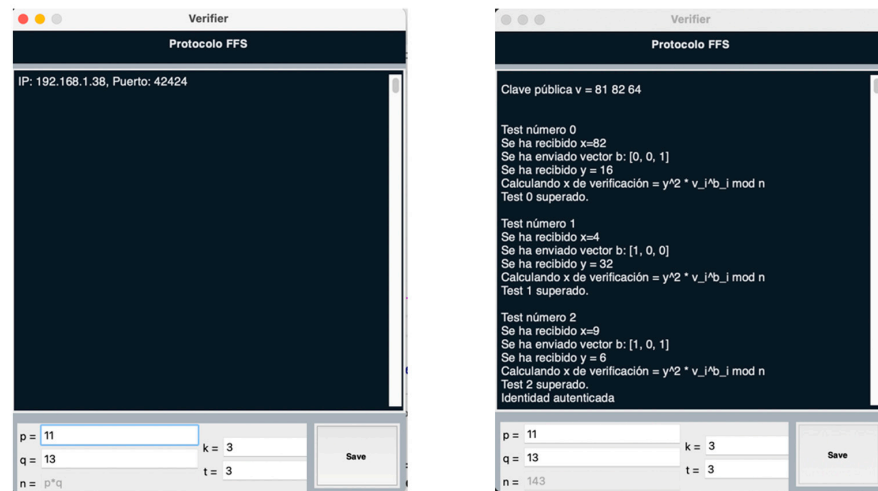 Verifier
Protocolo FFS
IP: 192.168.1.38, Puerto: 42424
p = 11
q = 13
n = p*q
k = 3
t = 3
Save
Verifier
Protocolo FFS
Clave pública v = 81 82 64
Test número 0
Se ha recibido x=82
Se ha enviado vector b: [0, 0, 1]
Se ha recibido y = 16
Calculando x de verificación = y^2 * v_i^b_i mod n
Test 0 superado.
Test número 1
Se ha recibido x=4
Se ha enviado vector b: [1, 0, 0]
Se ha recibido y = 32
Calculando x de verificación = y^2 * v_i^b_i mod n
Test 1 superado.
Test número 2
Se ha recibido x=9
Se ha enviado vector b: [1, 0, 1]
Se ha recibido y = 6
Calculando x de verificación = y^2 * v_i^b_i mod n
Test 2 superado.
Identidad autenticada
p = 11
q = 13
n = 143
k = 3
t = 3
Save